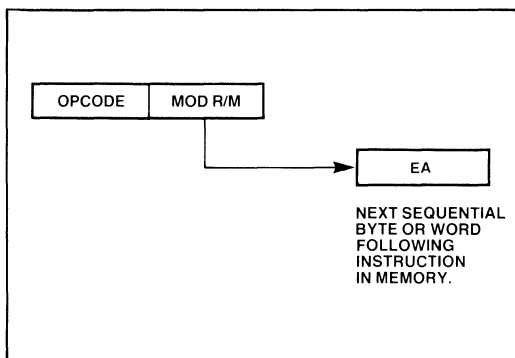 OPCODE MOD R/M
EA
NEXT SEQUENTIAL
BYTE OR WORD
FOLLOWING
INSTRUCTION
IN MEMORY.